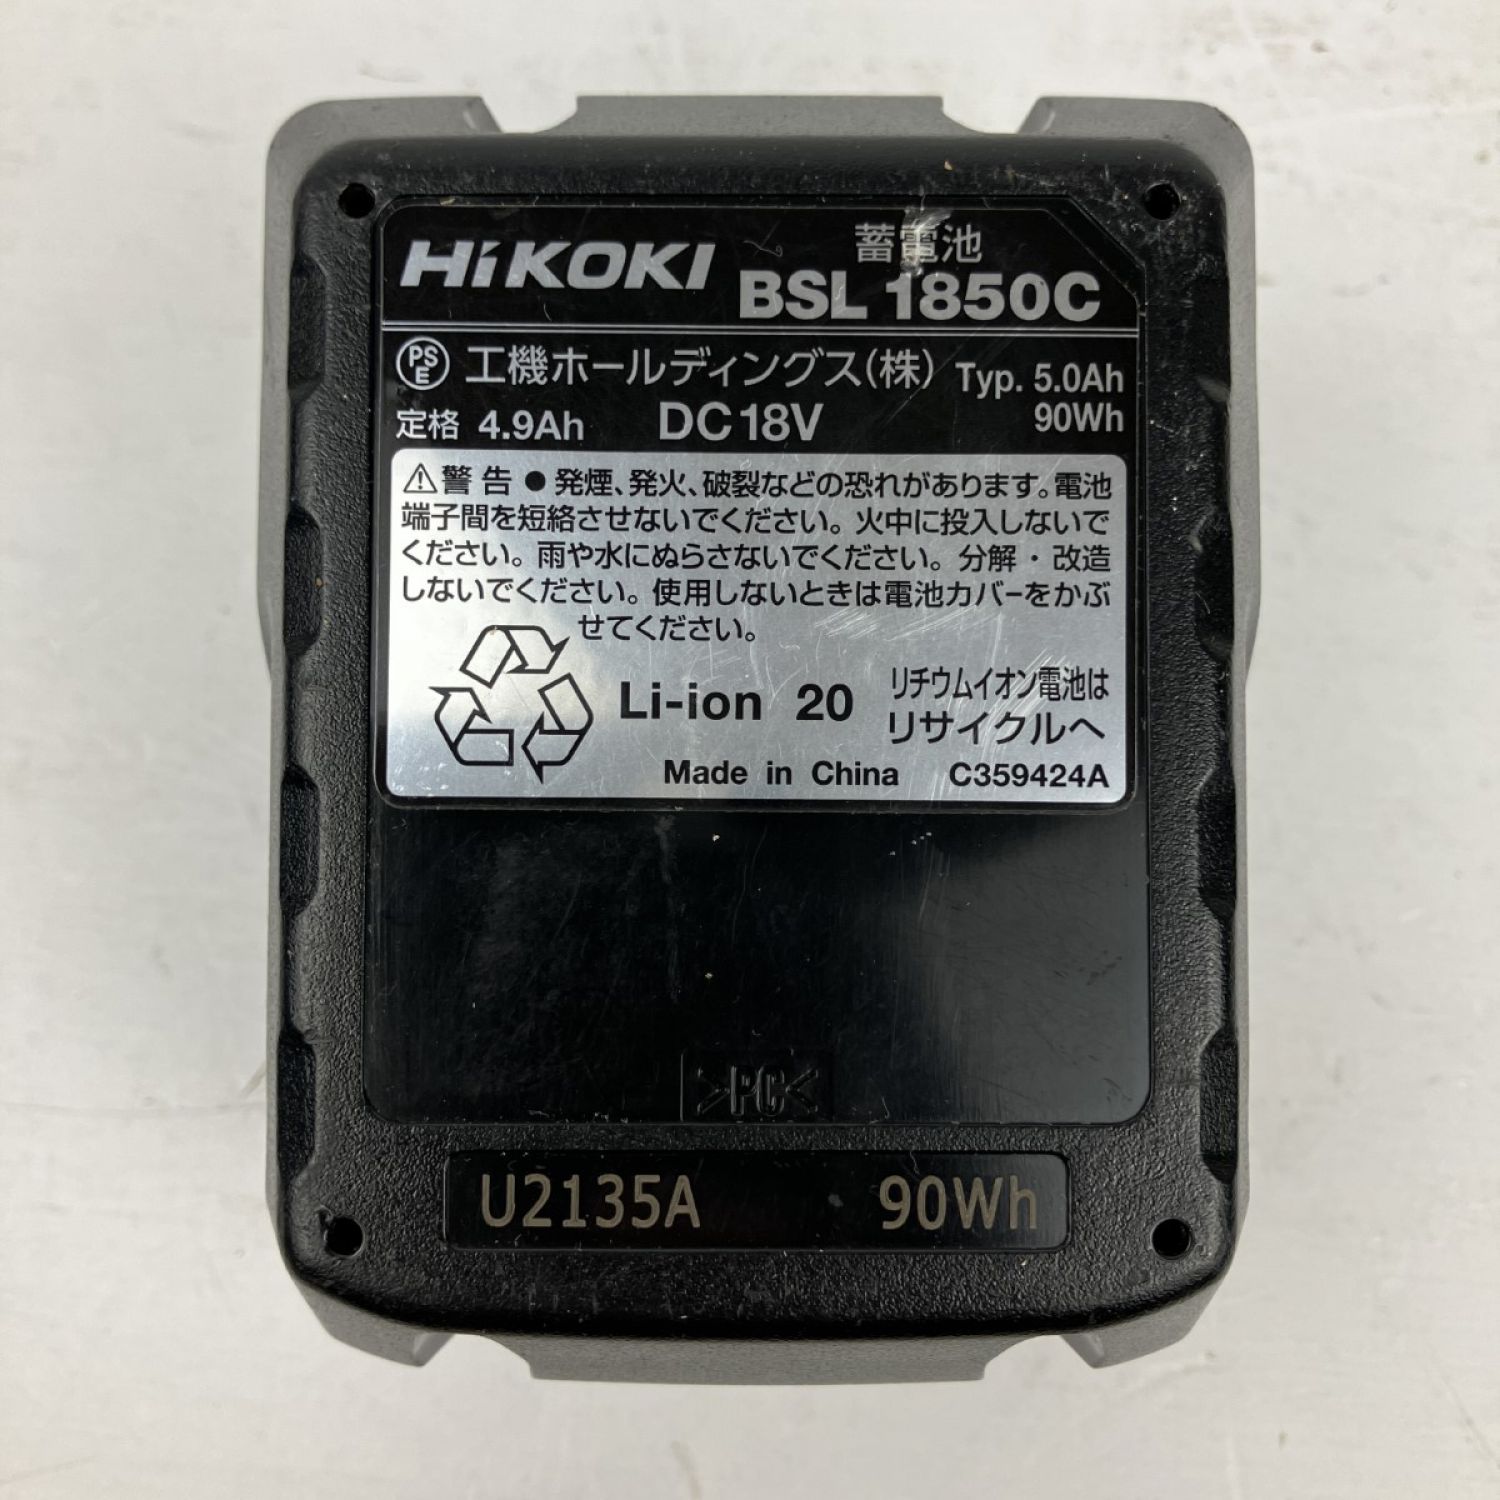 HiKOKI 蓄電池
BSL 1850C
PSE 工機ホールディングス(株) Typ. 5.0Ah
定格 4.9Ah DC18V 90Wh
⚠警告 ● 発煙、発火、破裂などの恐れがあります。電池
端子間を短絡させないでください。火中に投入しないで
ください。雨や水にぬらさないでください。分解・改造
しないでください。使用しないときは電池カバーをかぶ
せてください。
Li-ion 20 リチウムイオン電池は
リサイクルへ
Made in China C359424A
>PC<
U2135A 90Wh